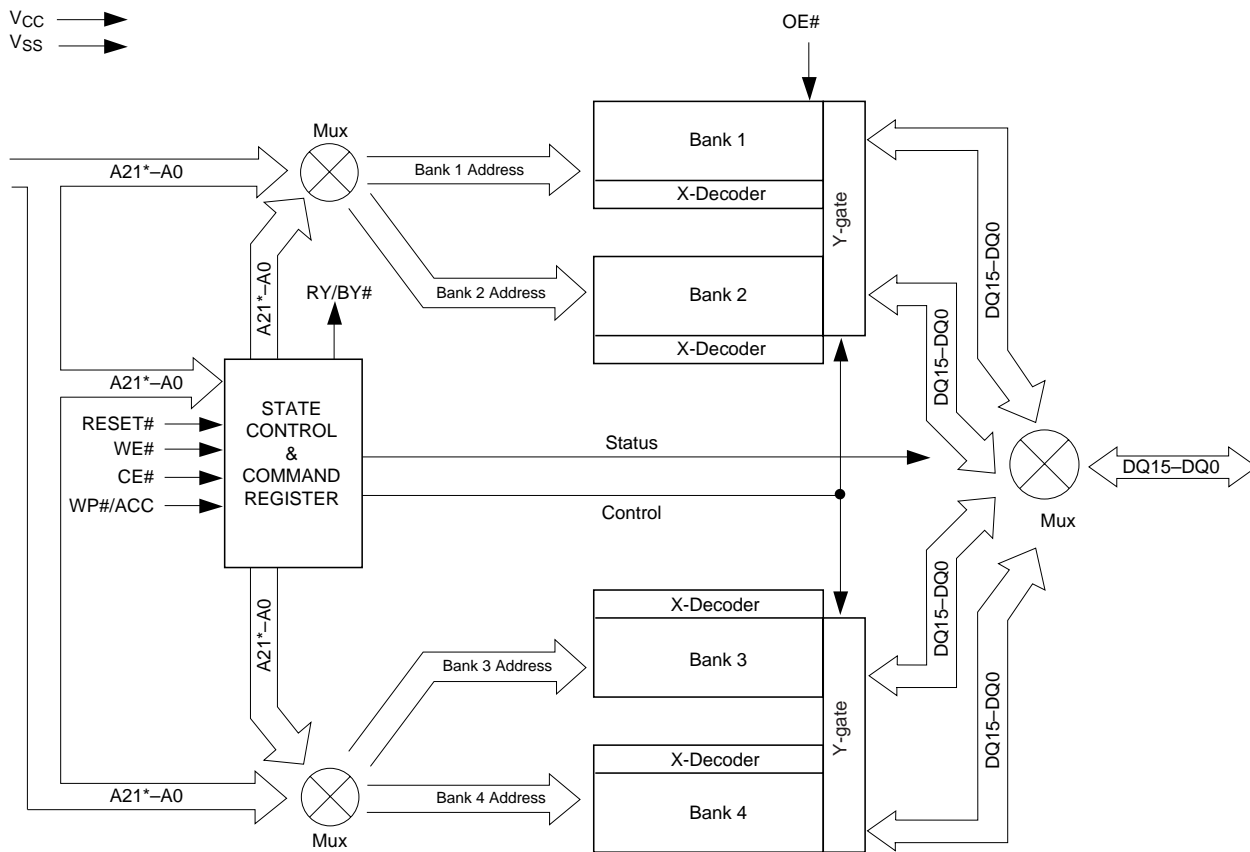 VCC
VSS
OE#
Mux
Bank 1
A21*–A0
Bank 1 Address
X-Decoder
Y-gate
A21*–A0
RY/BY#
Bank 2 Address
Bank 2
X-Decoder
DQ15–DQ0
DQ15–DQ0
A21*–A0
RESET#
WE#
CE#
WP#/ACC
STATE
CONTROL
&
COMMAND
REGISTER
Status
Control
DQ15–DQ0
Mux
A21*–A0
X-Decoder
Bank 3 Address
Bank 3
Y-gate
DQ15–DQ0
DQ15–DQ0
X-Decoder
A21*–A0
Bank 4 Address
Bank 4
Mux